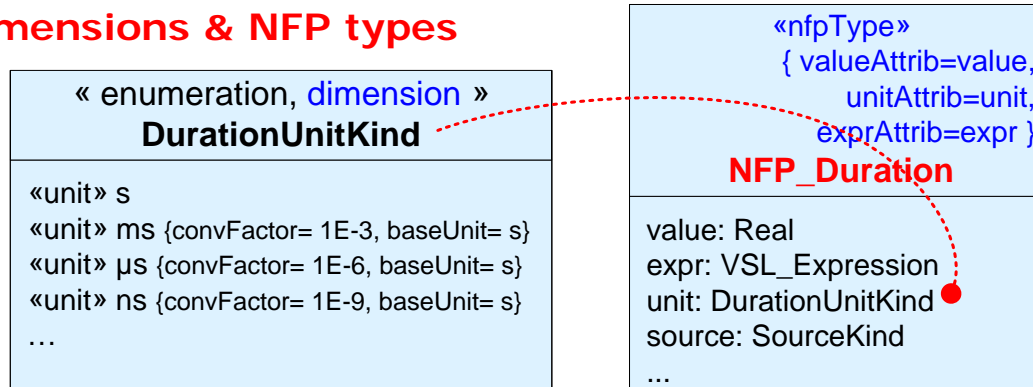 mensions & NFP types
« enumeration, dimension »
DurationUnitKind
«unit» s
«unit» ms {convFactor= 1E-3, baseUnit= s}
«unit» µs {convFactor= 1E-6, baseUnit= s}
«unit» ns {convFactor= 1E-9, baseUnit= s}
…
«nfpType»
{ valueAttrib=value,
unitAttrib=unit,
exprAttrib=expr }
NFP_Duration
value: Real
expr: VSL_Expression
unit: DurationUnitKind
source: SourceKind
...